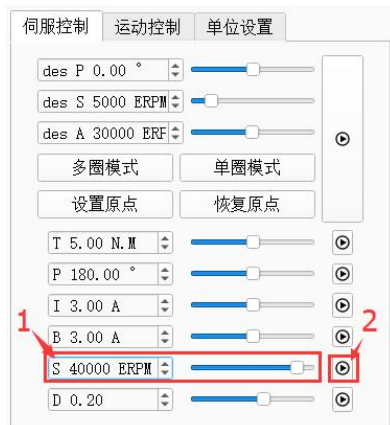 伺服控制 运动控制 单位设置
des P 0.00 °
des S 5000 ERPM
des A 30000 ERF
多圈模式 单圈模式
设置原点 恢复原点
T 5.00 N.M
P 180.00 °
I 3.00 A
1 2
B 3.00 A
S 40000 ERPM
D 0.20